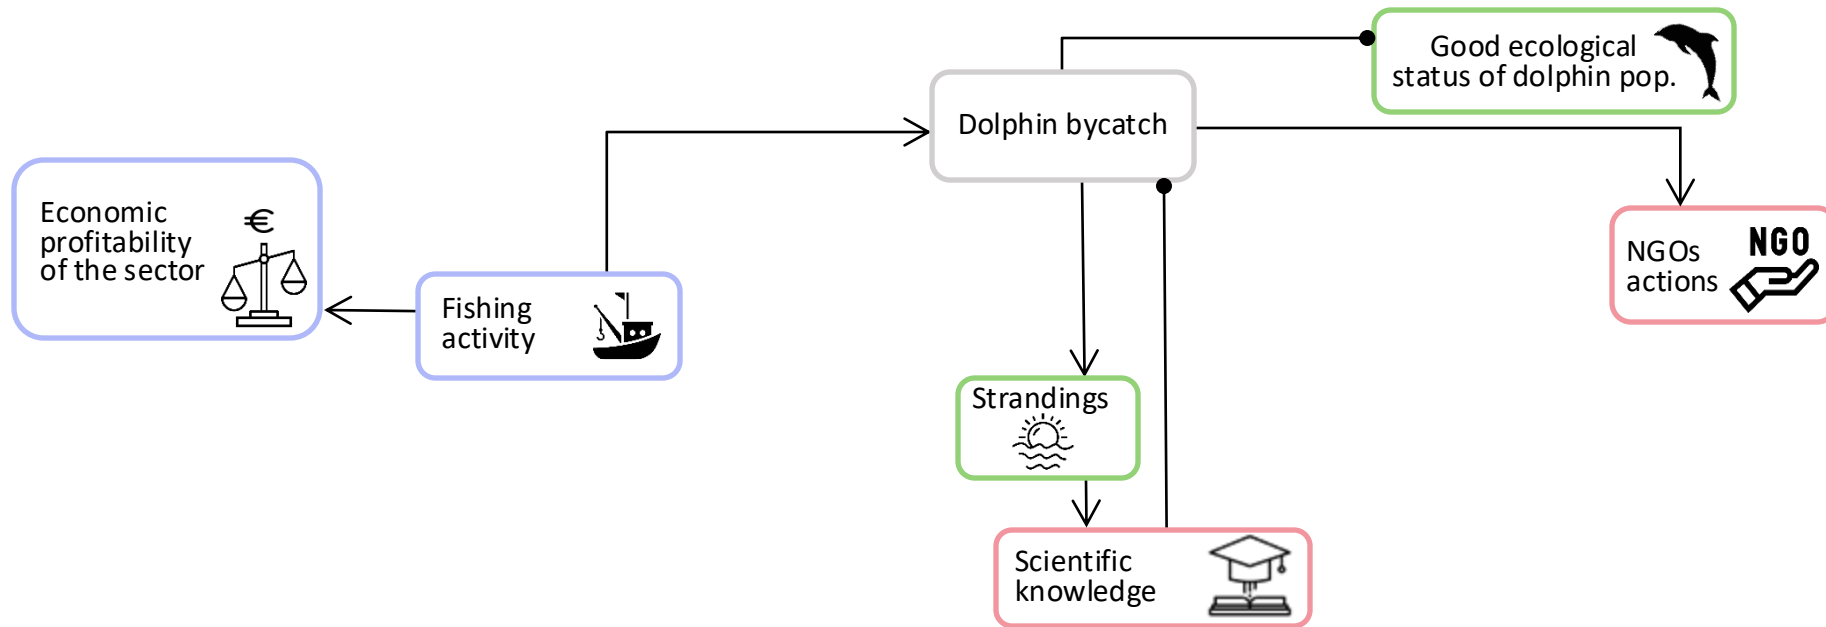 Good ecological
status of dolphin pop.
Dolphin bycatch
Economic
profitability
of the sector
€
NGOs
actions
NGO
Fishing
activity
Strandings
Scientific
knowledge